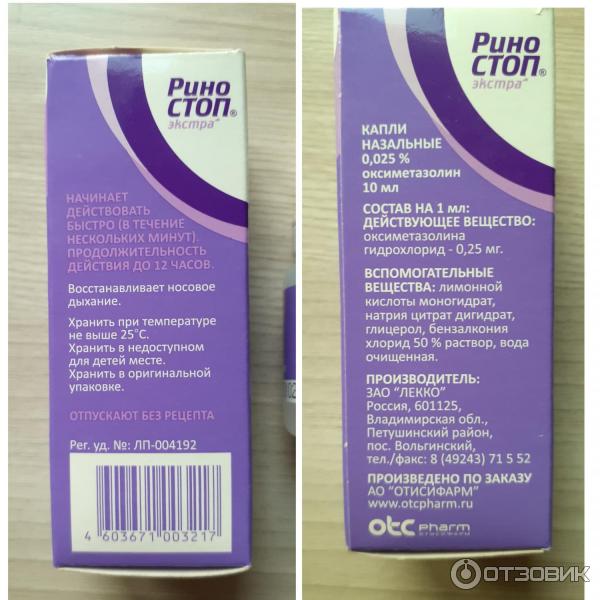 Рино
СТОП®
экстра
НАЧИНАЕТ
ДЕЙСТВОВАТЬ
БЫСТРО (В ТЕЧЕНИЕ
НЕСКОЛЬКИХ МИНУТ).
ПРОДОЛЖИТЕЛЬНОСТЬ
ДЕЙСТВИЯ ДО 12 ЧАСОВ.
Восстанавливает носовое
дыхание.
Хранить при температуре
не выше 25°С.
Хранить в недоступном
для детей месте.
Хранить в оригинальной
упаковке.
ОТПУСКАЮТ БЕЗ РЕЦЕПТА
Рег. уд. №: ЛП-004192
4 603671 003217
Рино
СТОП®
экстра
КАПЛИ
НАЗАЛЬНЫЕ
0,025 %
оксиметазолин
10 мл
СОСТАВ НА 1 мл:
ДЕЙСТВУЮЩЕЕ ВЕЩЕСТВО:
оксиметазолина
гидрохлорид - 0,25 мг.
ВСПОМОГАТЕЛЬНЫЕ
ВЕЩЕСТВА: лимонной
кислоты моногидрат,
натрия цитрат дигидрат,
глицерол, бензалкония
хлорид 50 % раствор, вода
очищенная.
ПРОИЗВОДИТЕЛЬ:
ЗАО "ЛЕККО"
Россия, 601125,
Владимирская обл.,
Петушинский район,
пос. Вольгинский,
тел./факс: 8 (49243) 71 5 52
ПРОИЗВЕДЕНО ПО ЗАКАЗУ
АО "ОТИСИФАРМ"
www.otcpharm.ru
otc pharm
ОТИСИФАРМ
ОТЗОВИК